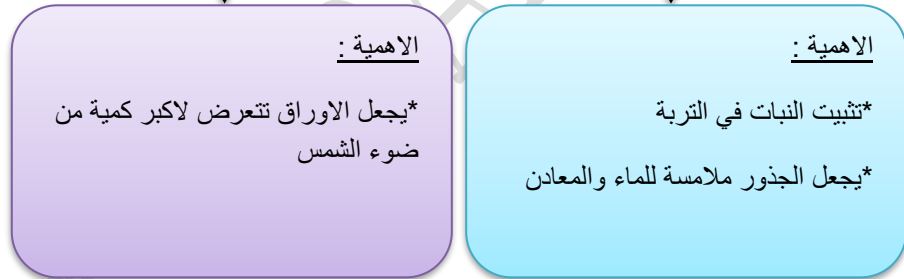 الاهمية :
*تثبيت النبات في التربة
*يجعل الجذور ملامسة للماء والمعادن
الاهمية :
*يجعل الاوراق تتعرض لاكبر كمية من
ضوء الشمس